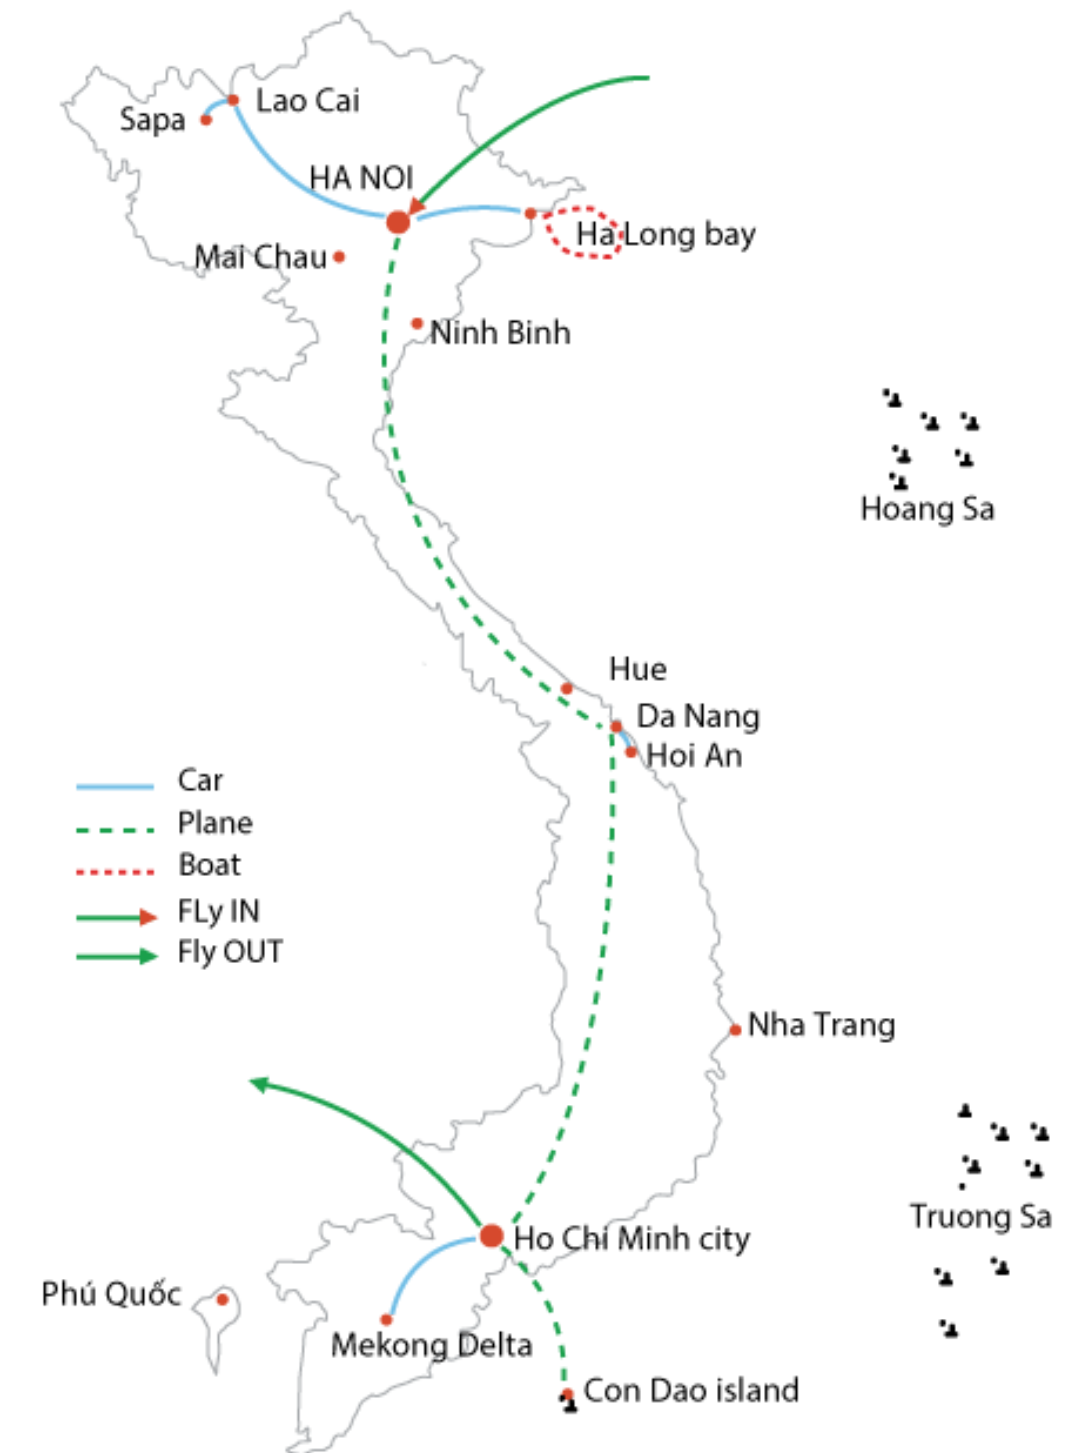 Lao Cai
Sapa
HA NOI
Ha Long bay
Mai Chau
Ninh Binh
Hoang Sa
Hue
Da Nang
Hoi An
Car
Plane
Boat
FLy IN
Fly OUT
Nha Trang
Truong Sa
Ho Chi Minh city
Phú Quốc
Mekong Delta
Con Dao island